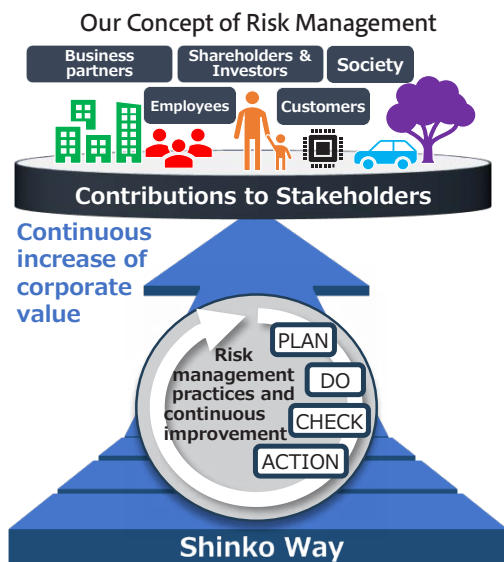 Our Concept of Risk Management
Business
partners
Shareholders &
Investors
Society
Employees
Customers
Contributions to Stakeholders
Continuous
increase of
corporate
value
Risk
management
practices and
continuous
improvement
PLAN
DO
CHECK
ACTION
Shinko Way